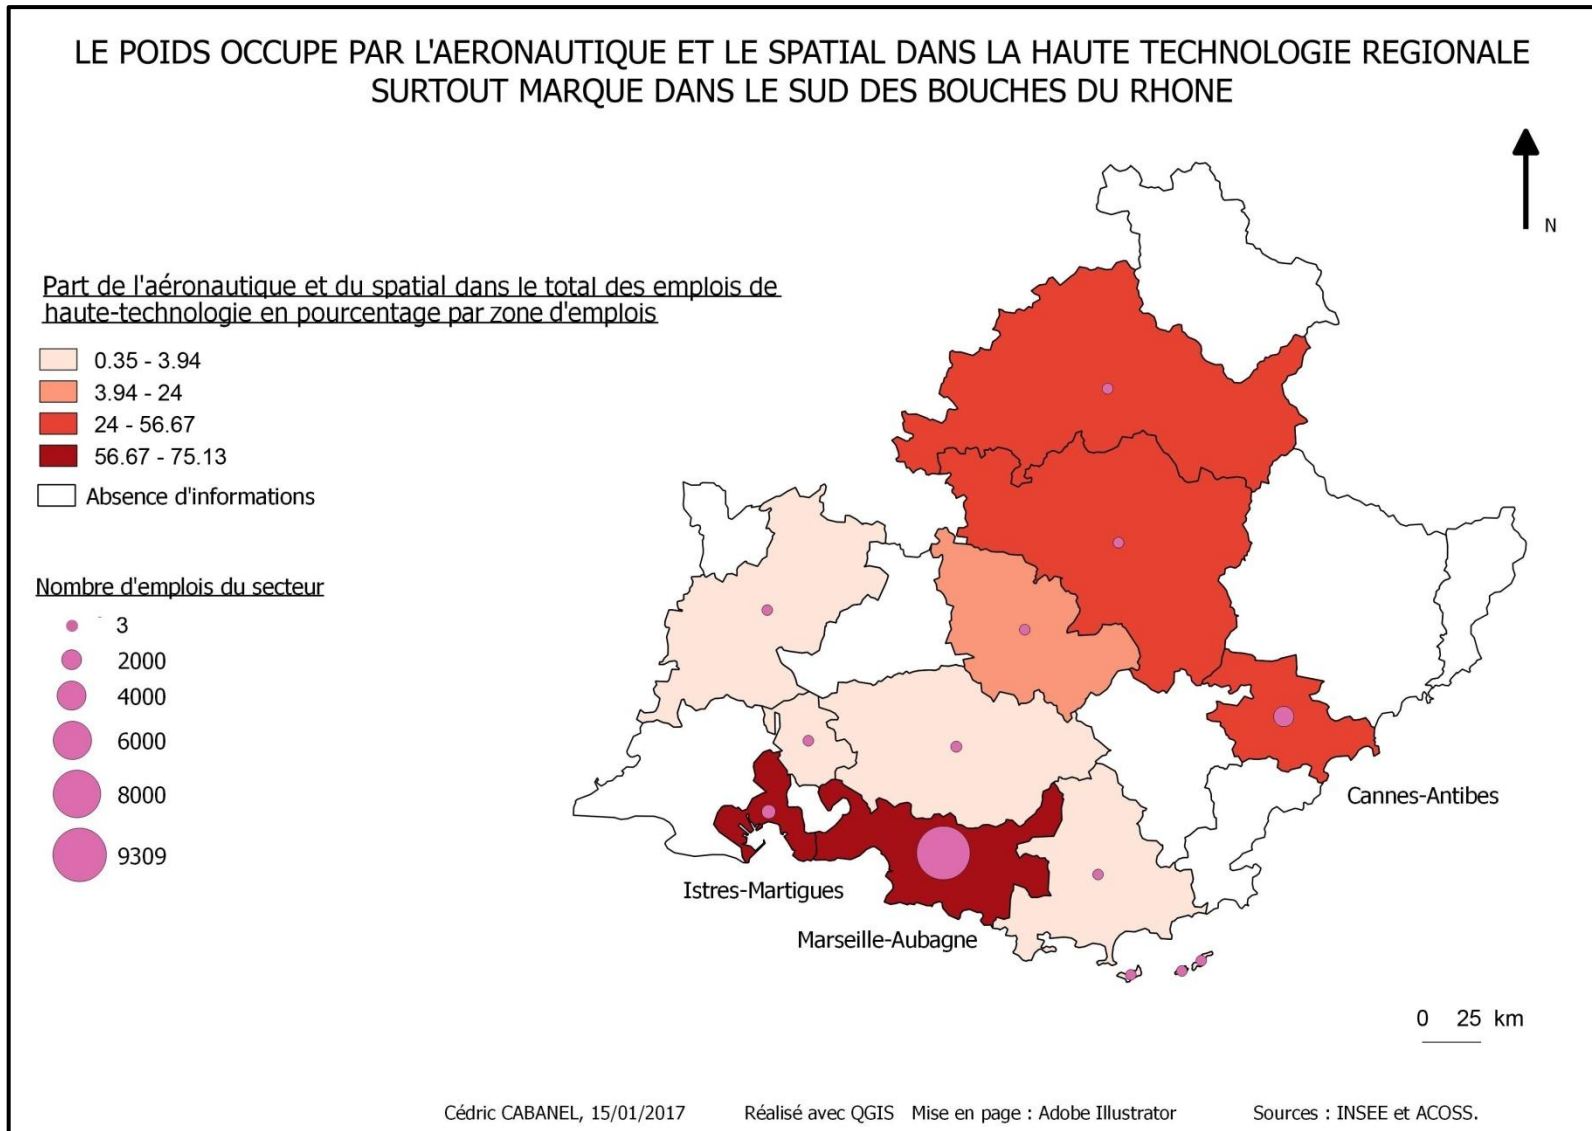 LE POIDS OCCUPE PAR L'AERONAUTIQUE ET LE SPATIAL DANS LA HAUTE TECHNOLOGIE REGIONALE
SURTOUT MARQUE DANS LE SUD DES BOUCHES DU RHONE
N
Part de l'aéronautique et du spatial dans le total des emplois de
haute-technologie en pourcentage par zone d'emplois
0.35 - 3.94
3.94 - 24
24 - 56.67
56.67 - 75.13
Absence d'informations
Nombre d'emplois du secteur
3
2000
4000
6000
8000
9309
Cannes-Antibes
Istres-Martigues
Marseille-Aubagne
0 25 km
Cédric CABANEL, 15/01/2017 Réalisé avec QGIS Mise en page : Adobe Illustrator Sources : INSEE et ACOSS.